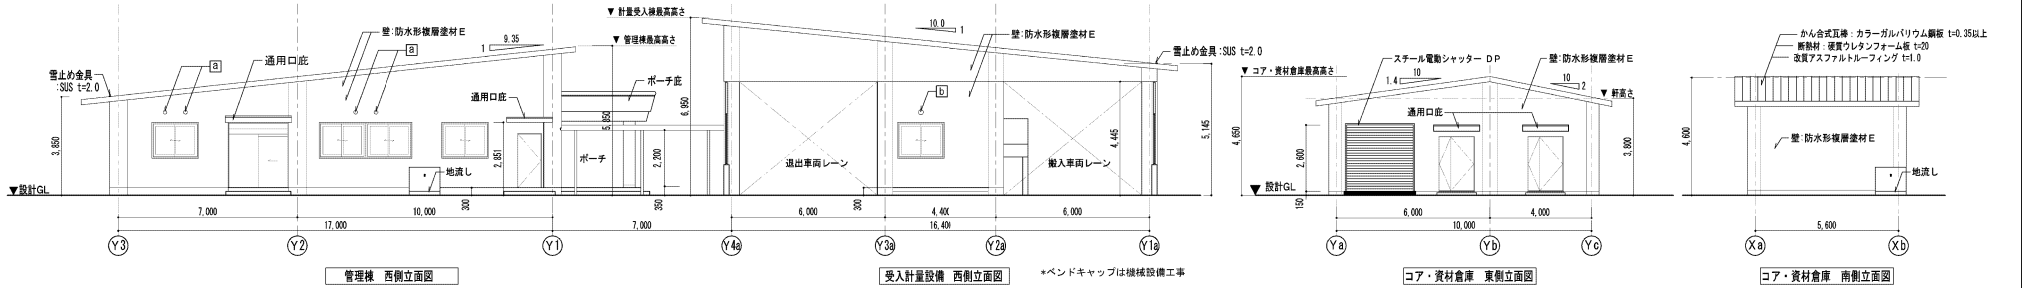 雪止め金具
:SUS t=2.0
a
通用口庇
壁:防水形複層塗材E
a
9.35
1
▼ 管理棟最高高さ
通用口庇
ポーチ庇
ポーチ
地流し
3,850
2,851
5,850
2,200
300
350
▼設計GL
7,000
10,000
17,000
7,000
Y3
Y2
Y1
管理棟 西側立面図
▼ 計量受入棟最高高さ
10.0
1
壁:防水形複層塗材E
雪止め金具:SUS t=2.0
b
6,950
4,445
5,145
退出車両レーン
搬入車両レーン
300
6,000
4,400
6,000
16,400
Y4a
Y3a
Y2a
Y1a
受入計量設備 西側立面図
*ベンドキャップは機械設備工事
▼ コア・資材倉庫最高高さ
スチール電動シャッター DP
10
1.4
壁:防水形複層塗材E
10
2
▼ 軒高さ
通用口庇
4,650
2,600
3,800
150
▼ 設計GL
6,000
4,000
10,000
Ya
Yb
Yc
コア・資材倉庫 東側立面図
かん合式瓦棒:カラーガルバリウム鋼板 t=0.35以上
断熱材:硬質ウレタンフォーム板 t=20
改質アスファルトルーフィング t=1.0
壁:防水形複層塗材E
4,600
地流し
5,600
Xa
Xb
コア・資材倉庫 南側立面図